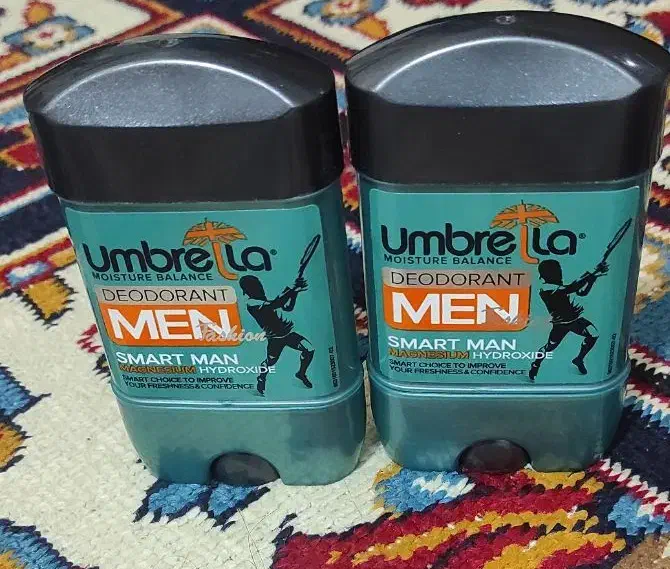 umbrella®
MOISTURE BALANCE
DEODORANT
MEN
Fashion
SMART MAN
MAGNESIUM HYDROXIDE
SMART CHOICE TO IMPROVE
YOUR FRESHNESS & CONFIDENCE
umbrella®
MOISTURE BALANCE
DEODORANT
MEN
SMART MAN
MAGNESIUM HYDROXIDE
SMART CHOICE TO IMPROVE
YOUR FRESHNESS & CONFIDENCE